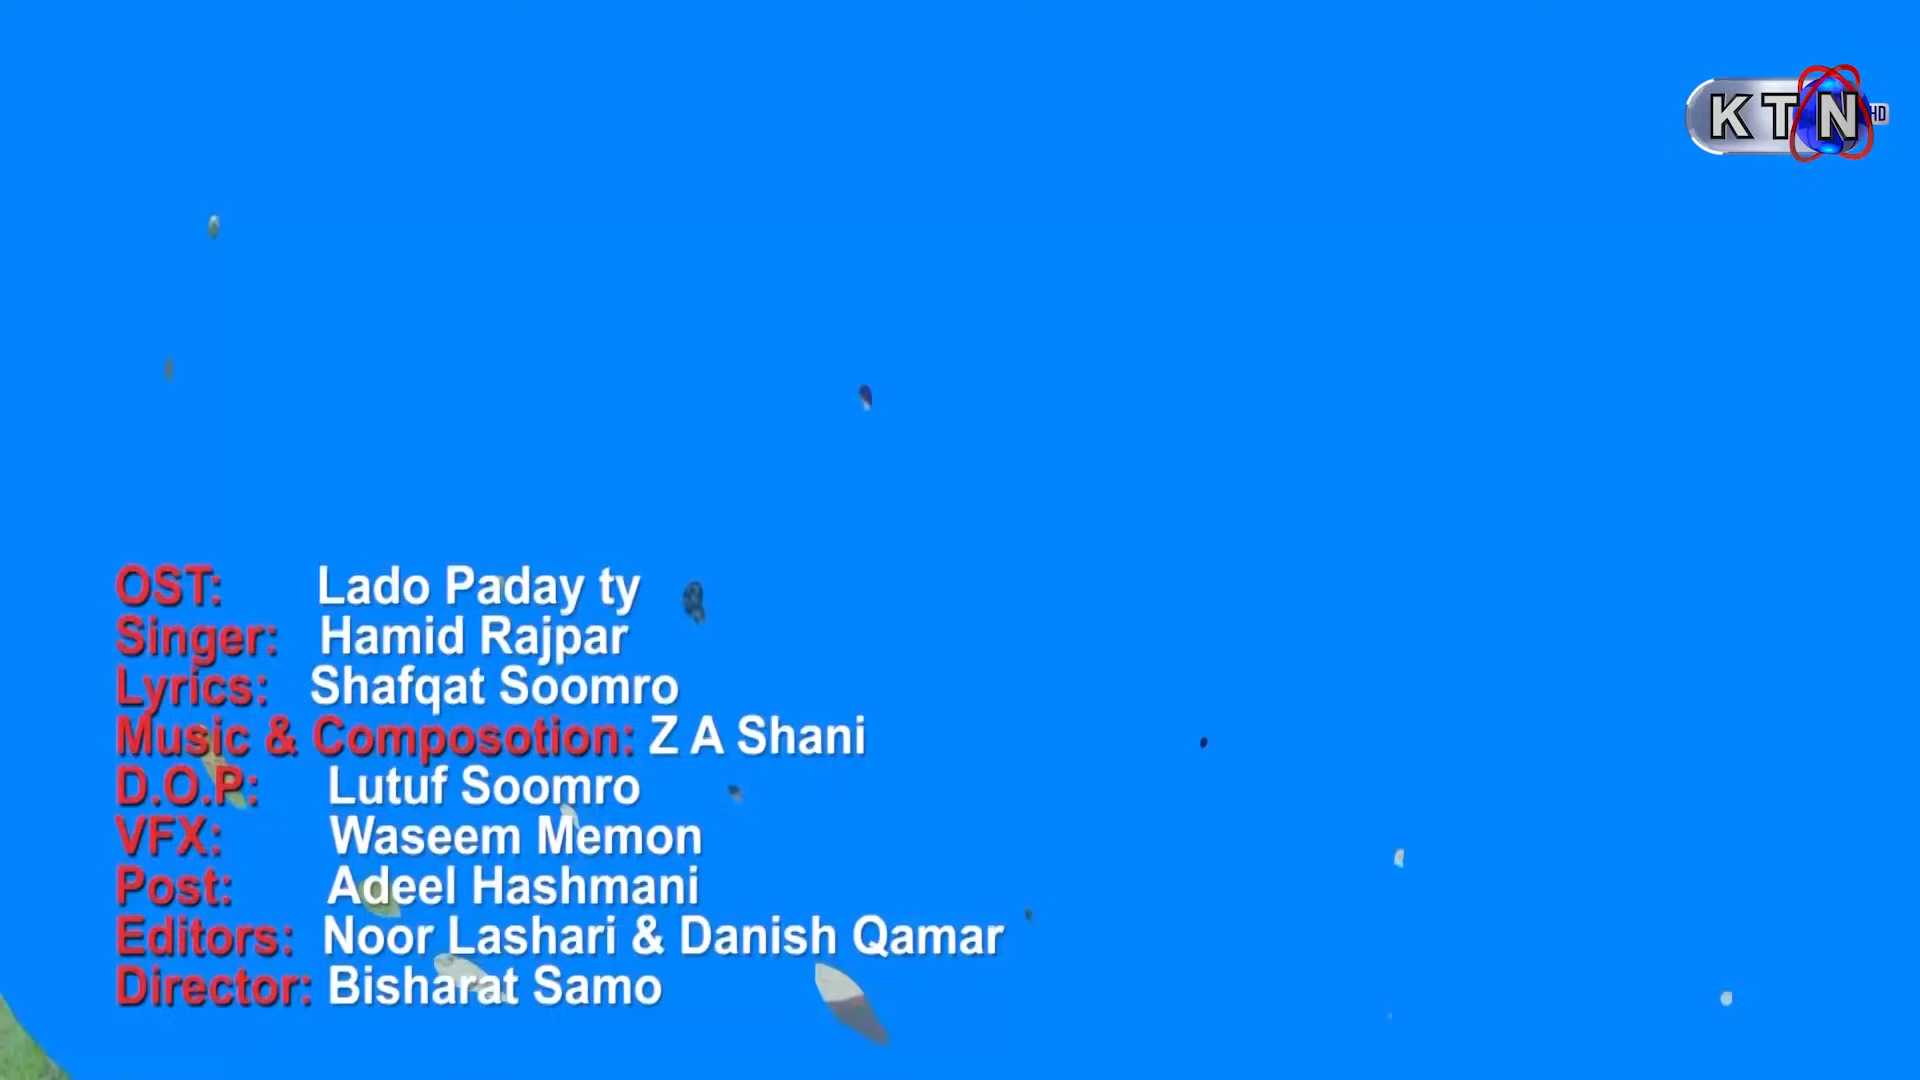 KTN HD
OST: Lado Paday ty
Singer: Hamid Rajpar
Lyrics: Shafqat Soomro
Music & Composotion: Z A Shani
D.O.P: Lutuf Soomro
VFX: Waseem Memon
Post: Adeel Hashmani
Editors: Noor Lashari & Danish Qamar
Director: Bisharat Samo